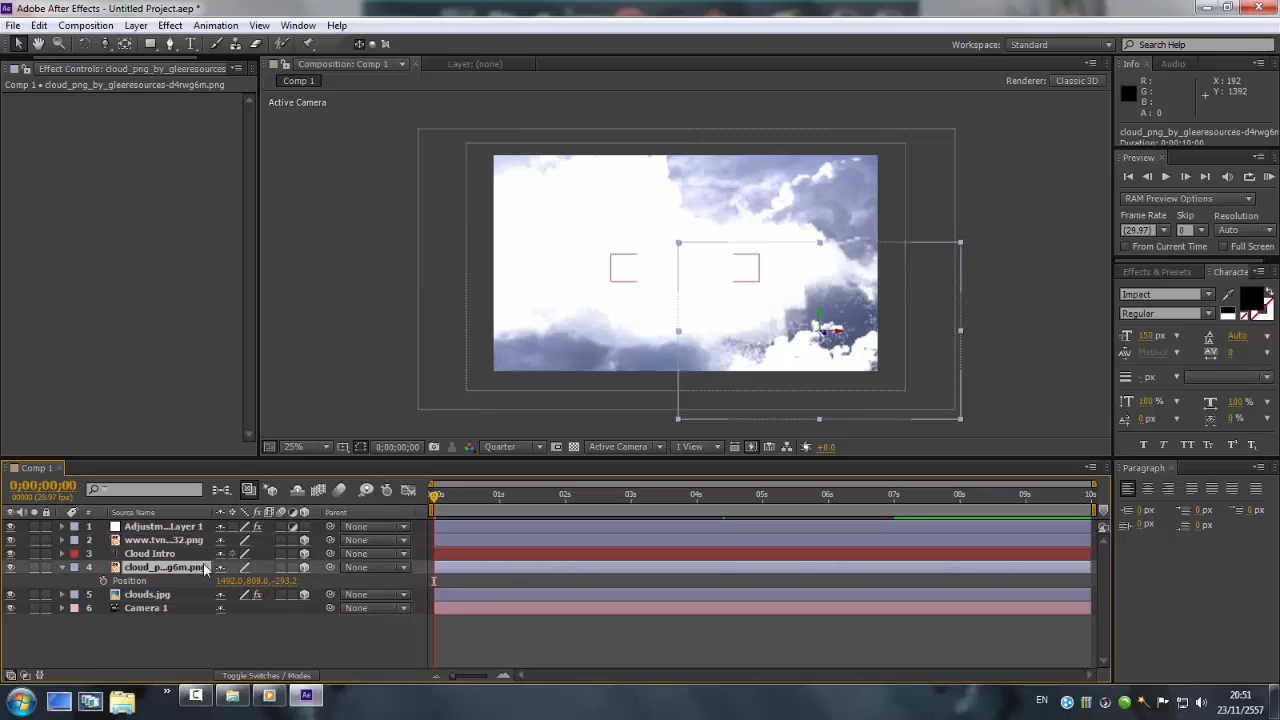 Adobe After Effects - Untitled Project.aep *
File Edit Composition Layer Effect Animation View Window Help
Workspace: Standard Search Help
Effect Controls: cloud_png_by_gleeresources
Comp 1 • cloud_png_by_gleeresources-d4rwg6m.png
Composition: Comp 1 Layer: (none)
Comp 1
Renderer: Classic 3D
Active Camera
Info Audio
R :
G :
B :
A : 0
X : 192
Y : 1392
cloud_png_by_gleeresources-d4rwg6m
Duration: 0;00;10;00
Preview
RAM Preview Options
Frame Rate Skip Resolution
(29.97) 0 Auto
From Current Time Full Screen
Effects & Presets Characte
Impact
Regular
150 px Auto
Metrics 0
- px
100 % 100 %
0 px 0 %
T T TT Tr T¹ T₁
25% 0;00;00;00 Quarter Active Camera 1 View +0.0
Comp 1
0;00;00;00
00000 (29.97 fps)
00s 01s 02s 03s 04s 05s 06s 07s 08s 09s 10s
# Source Name Parent
1 Adjustm...Layer 1 None
2 www.tvn...32.png None
3 Cloud Intro None
4 cloud_p...g6m.png None
Position 1492.0,808.0,-293.2
5 clouds.jpg None
6 Camera 1 None
Toggle Switches / Modes
Paragraph
0 px 0 px 0 px
0 px 0 px
EN 20:51
23/11/2557